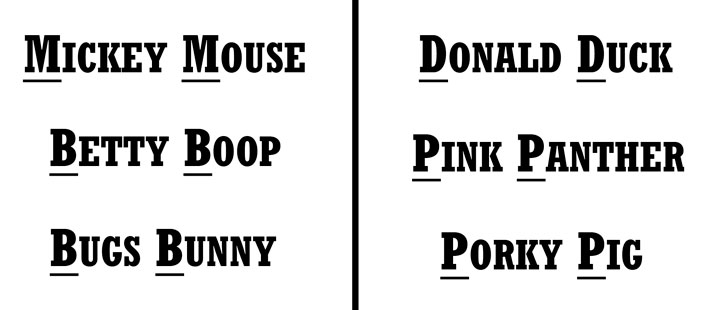 Mickey Mouse
Betty Boop
Bugs Bunny
Donald Duck
Pink Panther
Porky Pig